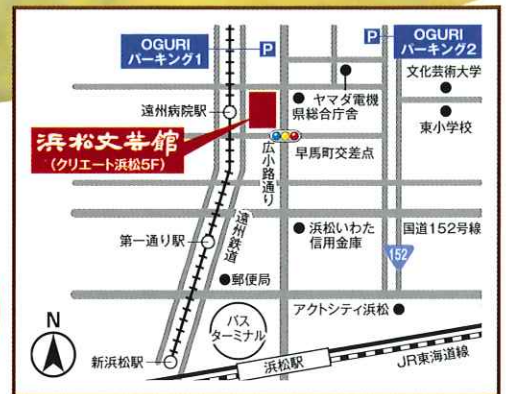 OGURI
パーキング1
P
P
OGURI
パーキング2
文化芸術大学
ヤマダ電機
遠州病院駅
県総合庁舎
東小学校
浜松文芸館
(クリエート浜松5F)
早馬町交差点
広小路通り
遠州鉄道
浜松いわた
信用金庫
国道152号線
152
第一通り駅
郵便局
アクトシティ浜松
バス
ターミナル
N
新浜松駅
浜松駅
JR東海道線